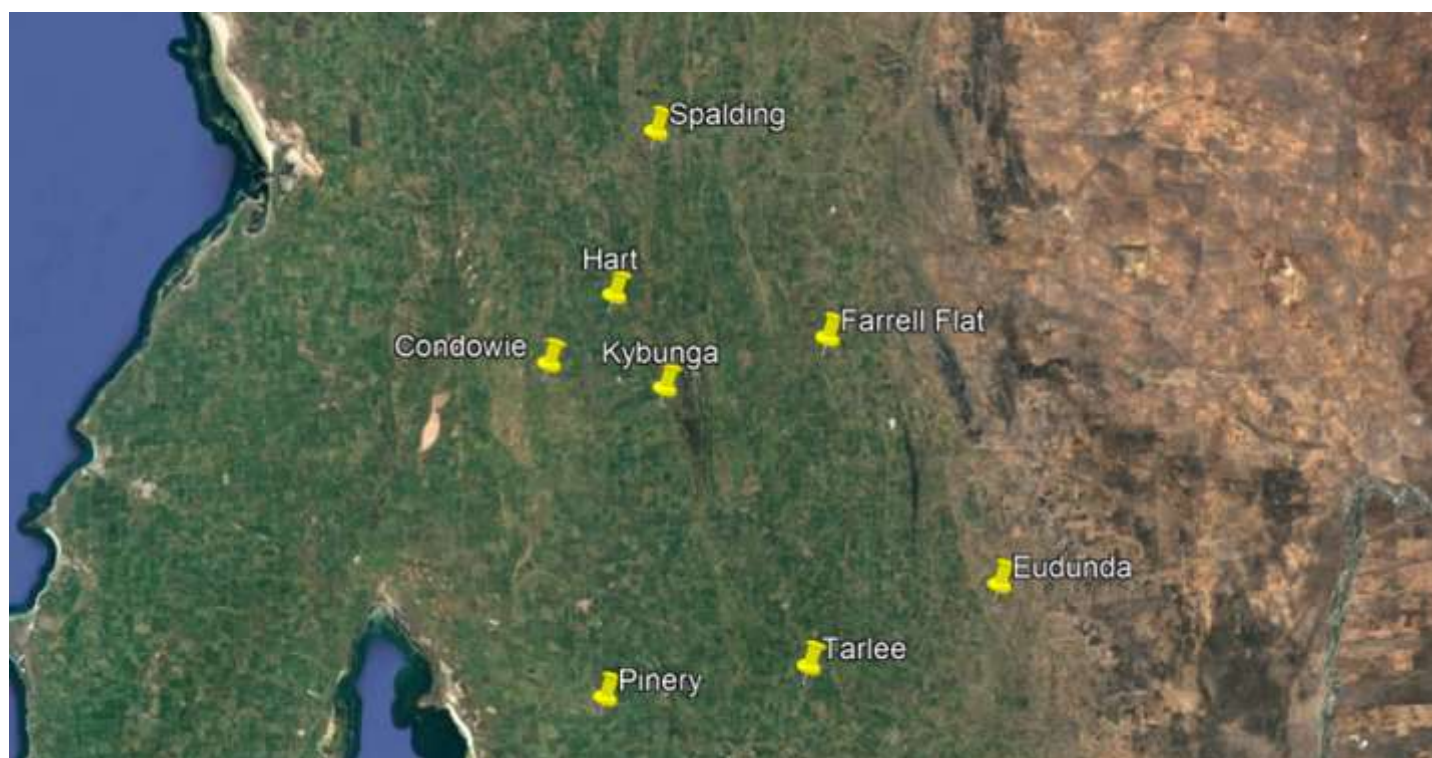 Spalding
Hart
Farrell Flat
Condowie
Kybunga
Eudunda
Tarlee
Pinery